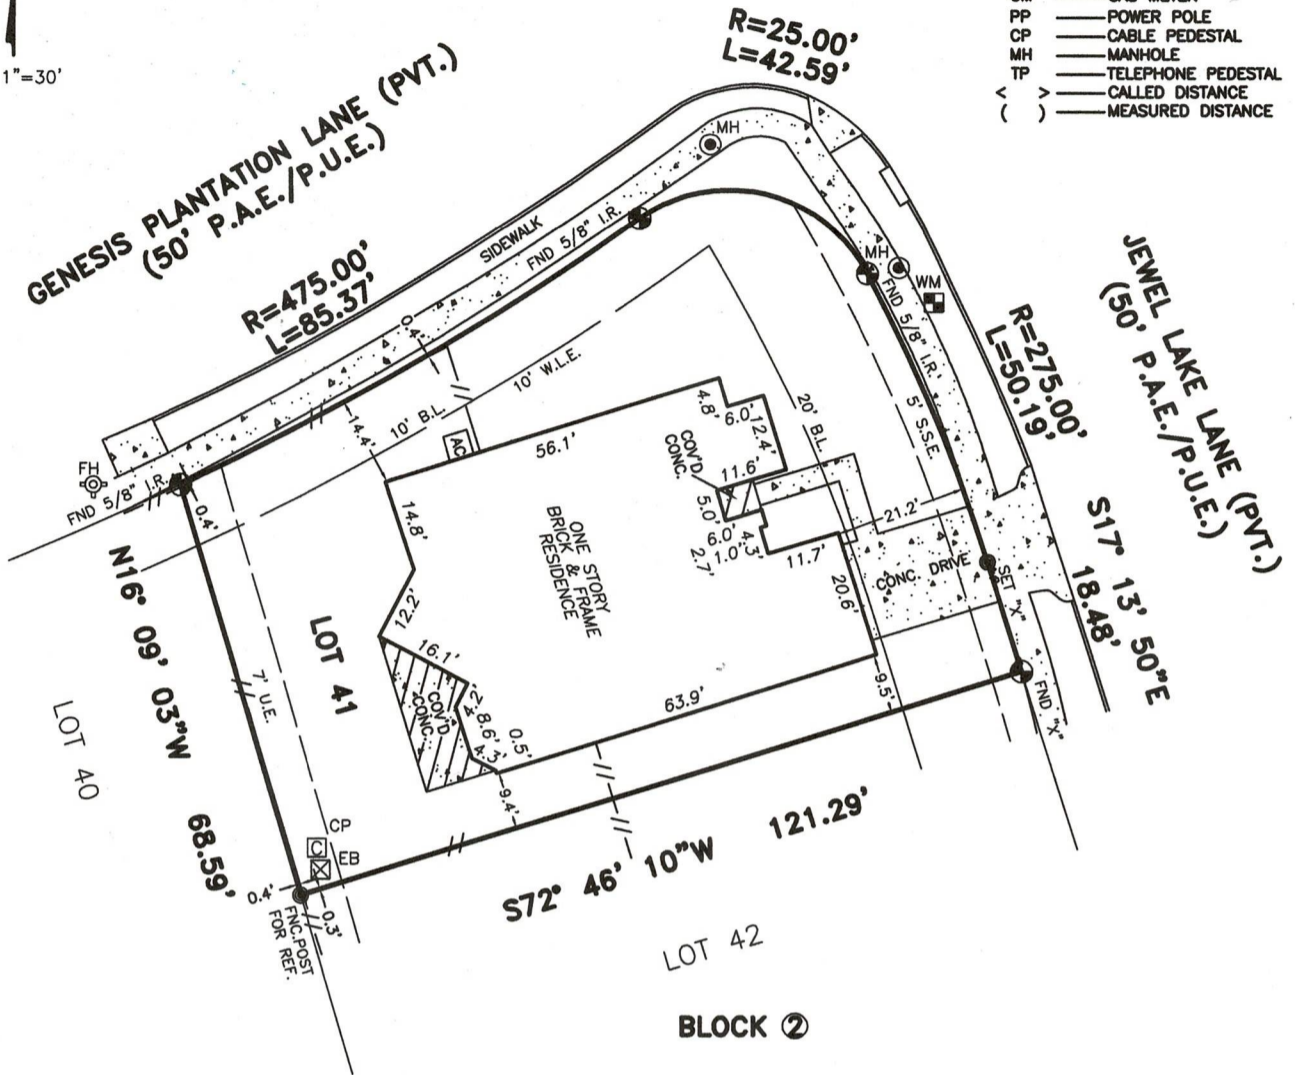 1"=30'
PP POWER POLE
CP CABLE PEDESTAL
MH MANHOLE
TP TELEPHONE PEDESTAL
< > CALLED DISTANCE
( ) MEASURED DISTANCE
R=25.00'
L=42.59'
GENESIS PLANTATION LANE (PVT.)
(50' P.A.E./P.U.E.)
R=475.00'
L=85.37'
SIDEWALK
FND 5/8" I.R.
MH
MH
WM
FND 5/8" I.R.
JEWEL LAKE LANE (PVT.)
(50' P.A.E./P.U.E.)
R=275.00'
L=50.19'
0.4'
10' W.L.E.
10' B.L.
14.4'
AC
FH
FND 5/8" I.R.
0.4'
56.1'
4.8'
6.0'
12.4'
20' B.L.
5' S.S.E.
COV'D
CONC.
11.6'
5.0'
6.0'
4.3'
1.0'
2.7'
11.7'
21.2'
CONC. DRIVE
20.6'
SET "X"
S17° 13' 50"E
18.48'
14.8'
12.2'
ONE STORY
BRICK & FRAME
RESIDENCE
N16° 09' 03"W
68.59'
LOT 41
7' U.E.
LOT 40
16.1'
COV'D
CONC.
8.6'
0.5'
63.9'
9.5'
FND "X"
9.4'
CP
C
EB
0.4'
0.3'
FNC.POST
FOR REF.
S72° 46' 10"W 121.29'
LOT 42
BLOCK 2